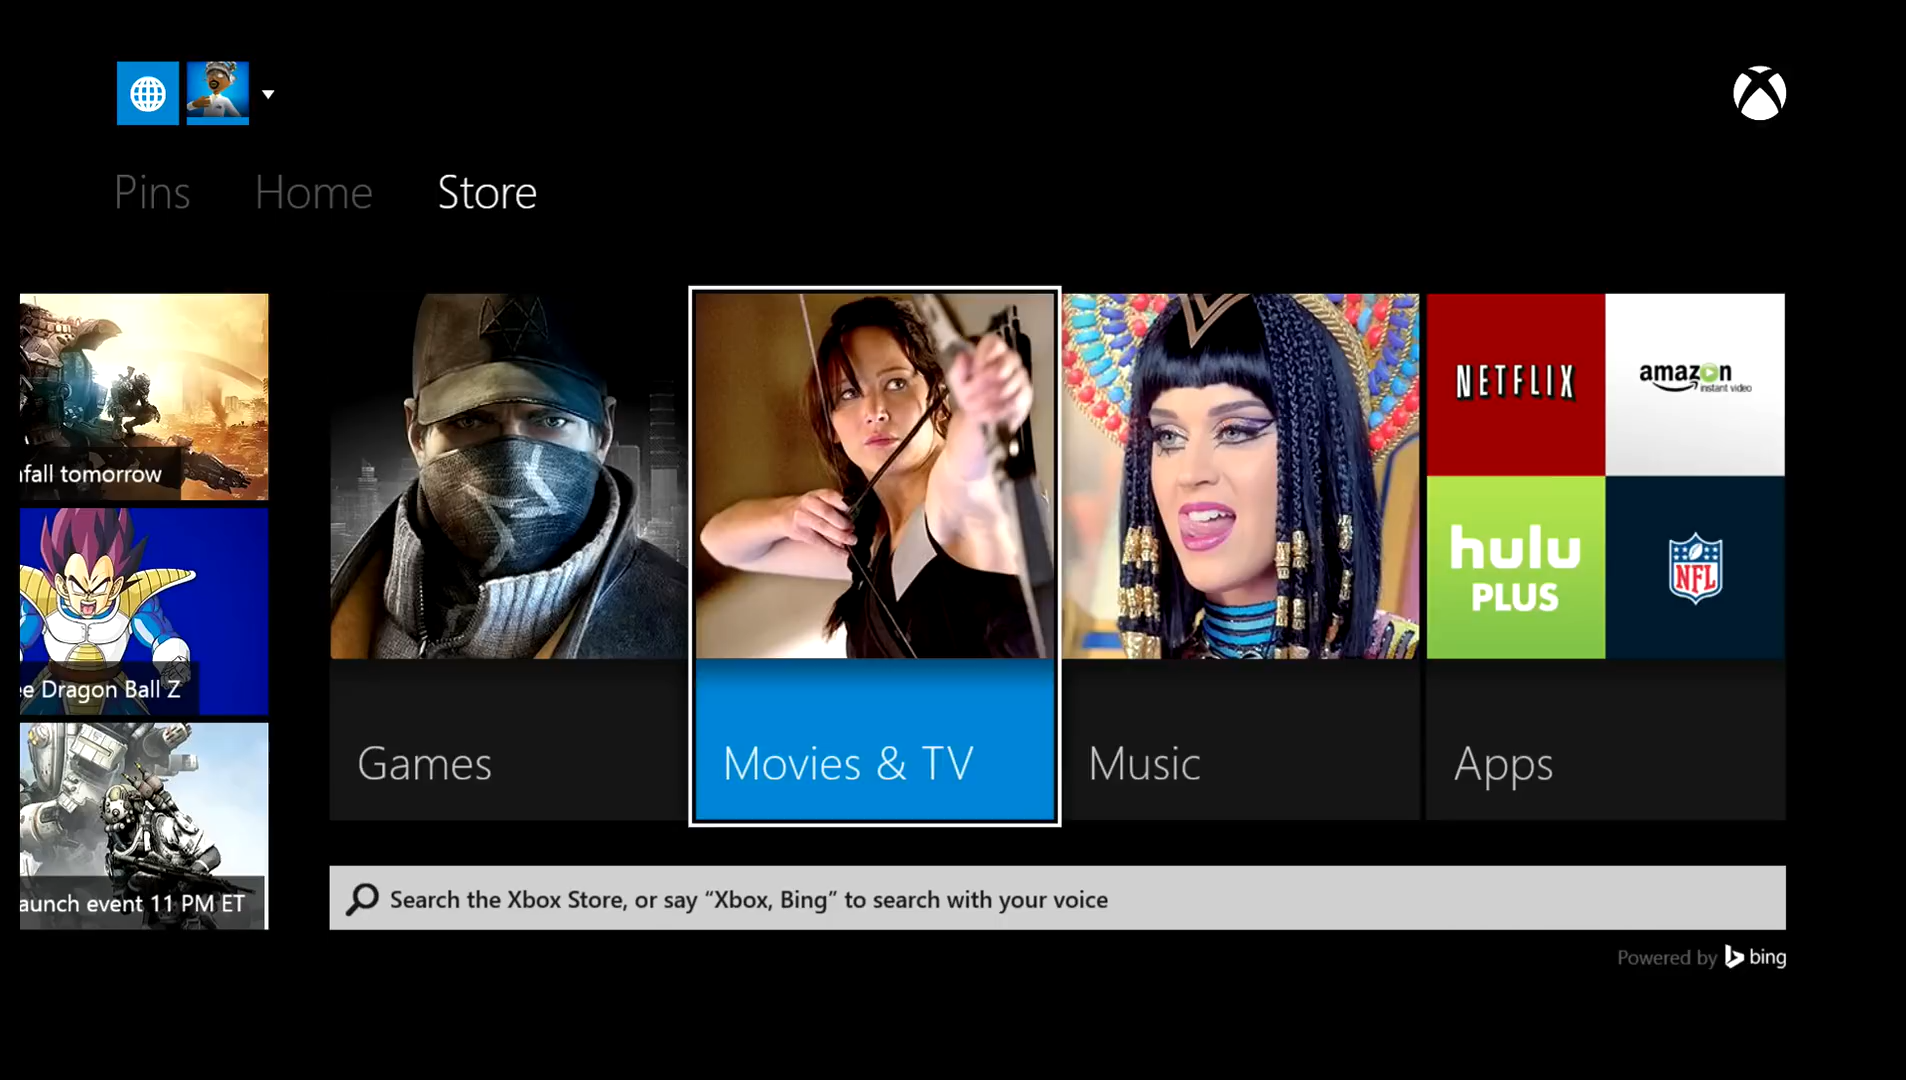 Pins
Home
Store
fall tomorrow
e Dragon Ball Z
aunch event 11 PM ET
Games
Movies & TV
Music
NETFLIX
amazon
instant video
hulu
PLUS
NFL
Apps
Search the Xbox Store, or say “Xbox, Bing” to search with your voice
Powered by bing